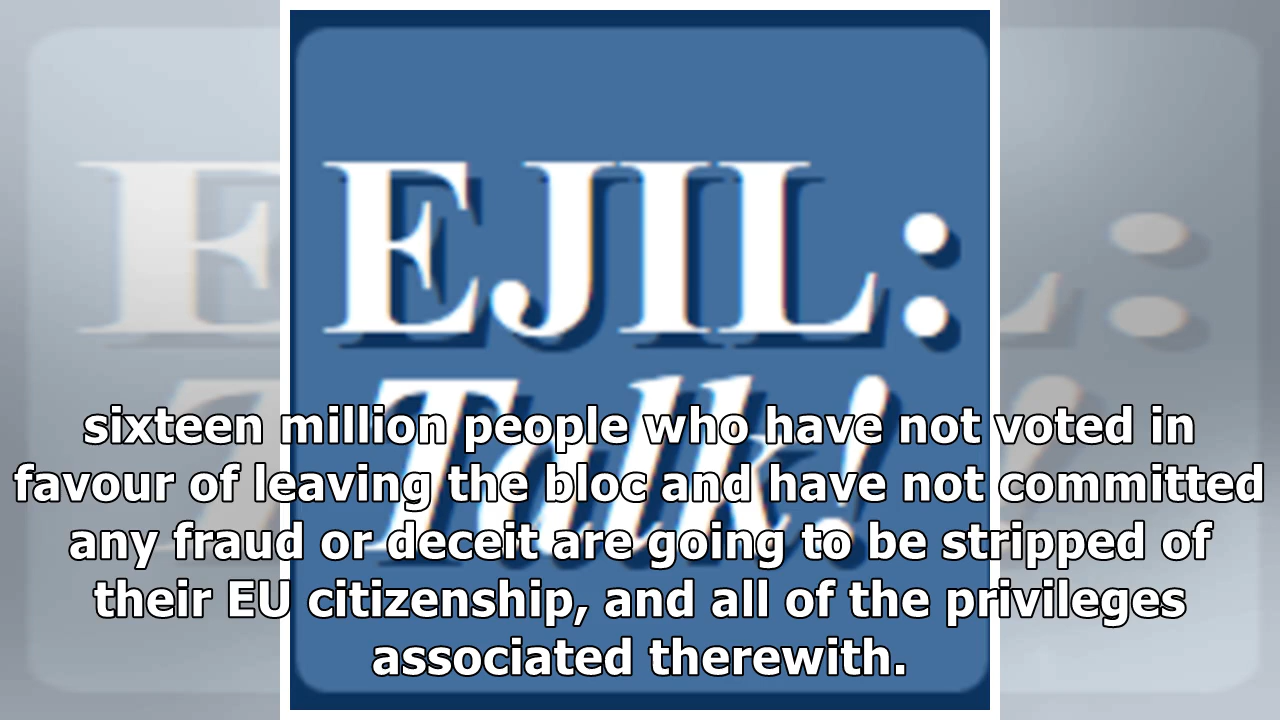 EJIL:
Talk!
sixteen million people who have not voted in
favour of leaving the bloc and have not committed
any fraud or deceit are going to be stripped of
their EU citizenship, and all of the privileges
associated therewith.